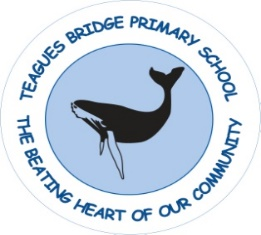 TEAGUES BRIDGE PRIMARY SCHOOL
THE BEATING HEART OF OUR COMMUNITY